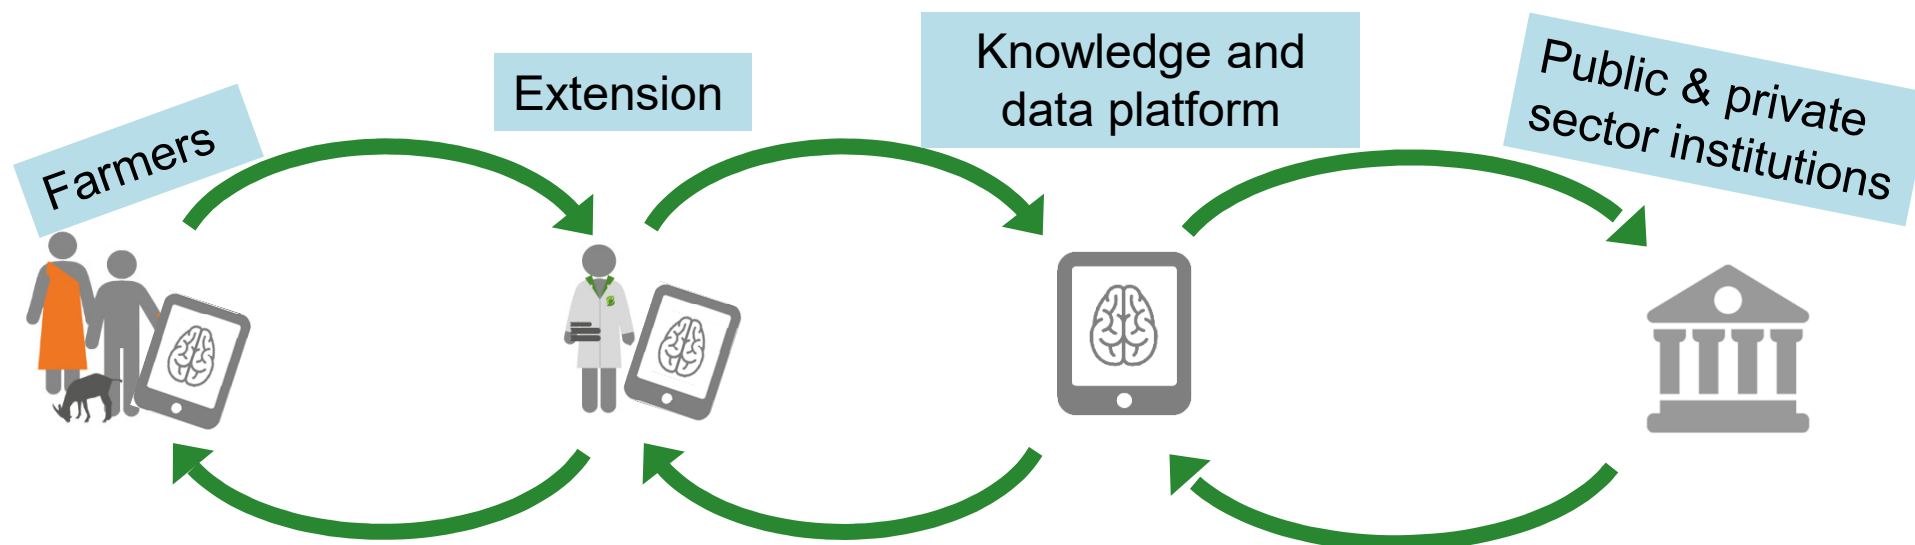 Farmers
Extension
Knowledge and
data platform
Public & private
sector institutions